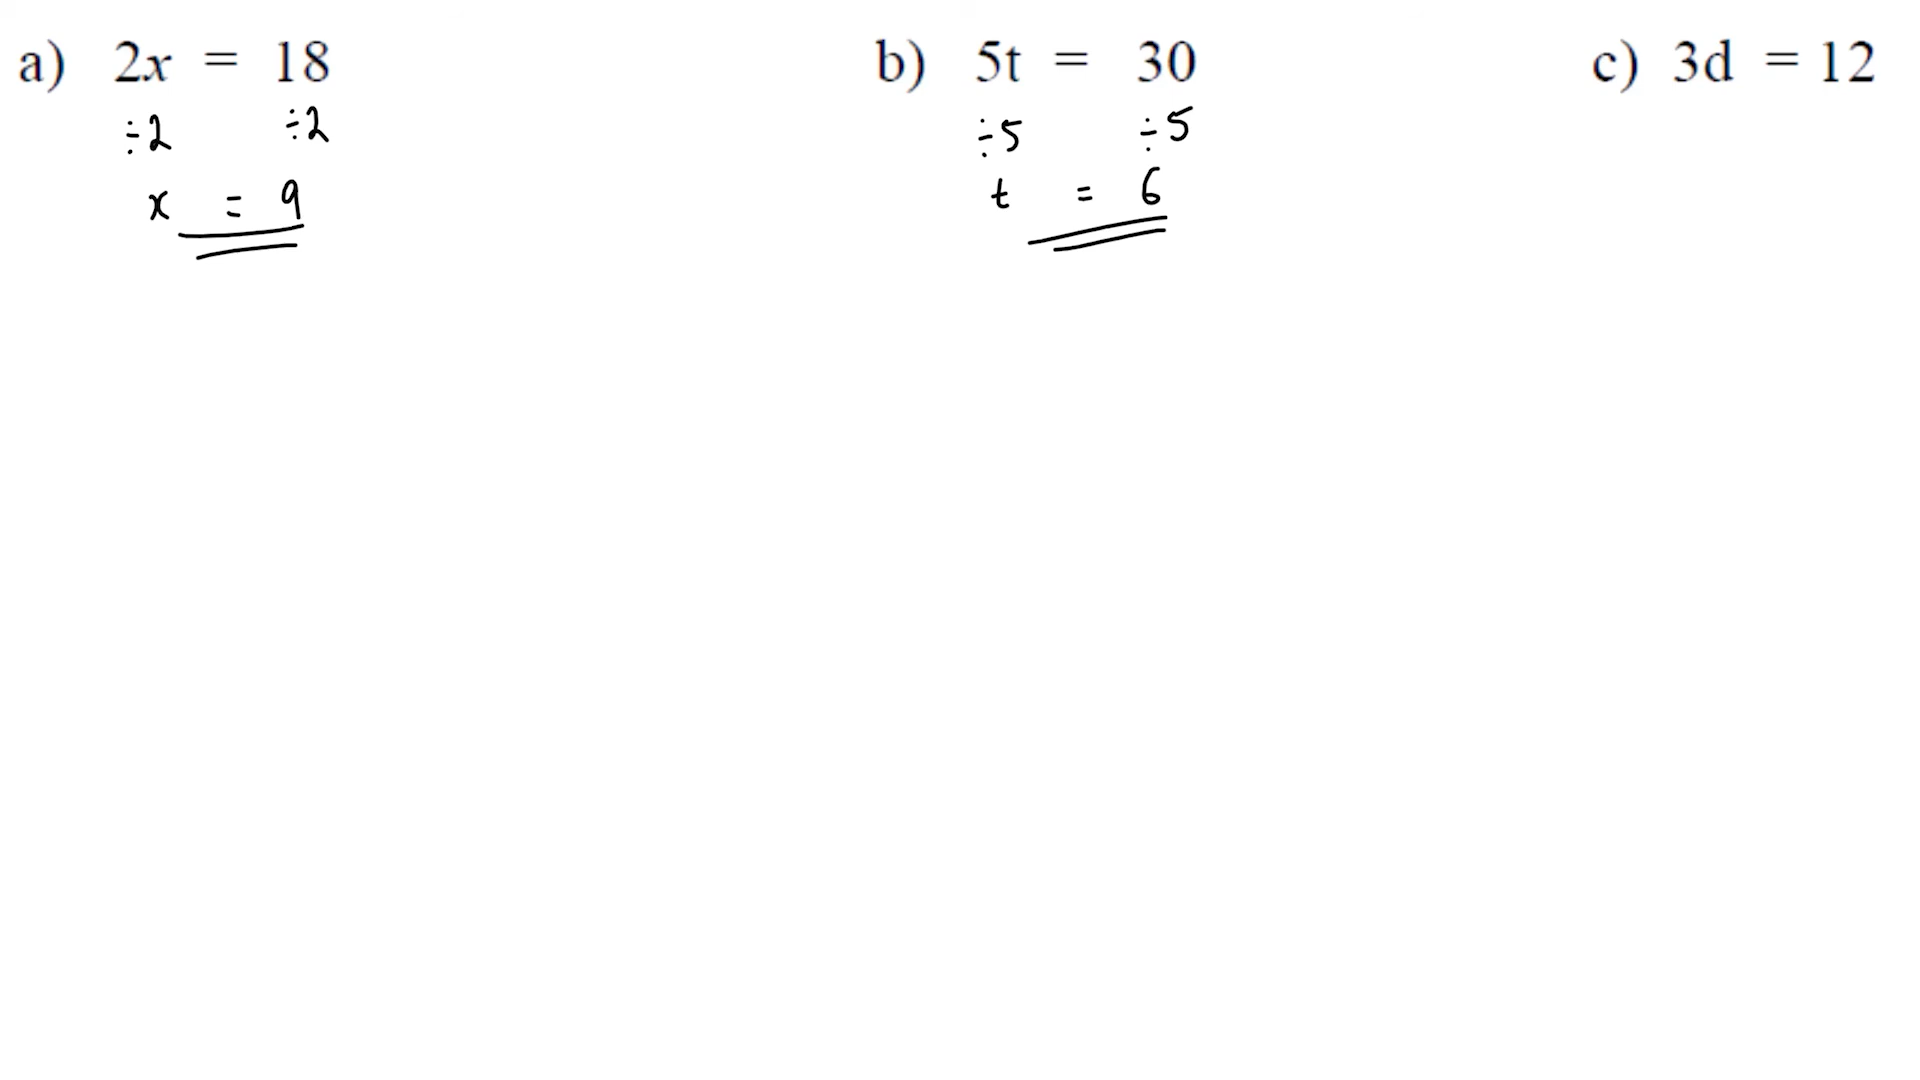 a) 2x = 18
÷2 ÷2
x = 9
b) 5t = 30
÷5 ÷5
t = 6
c) 3d = 12